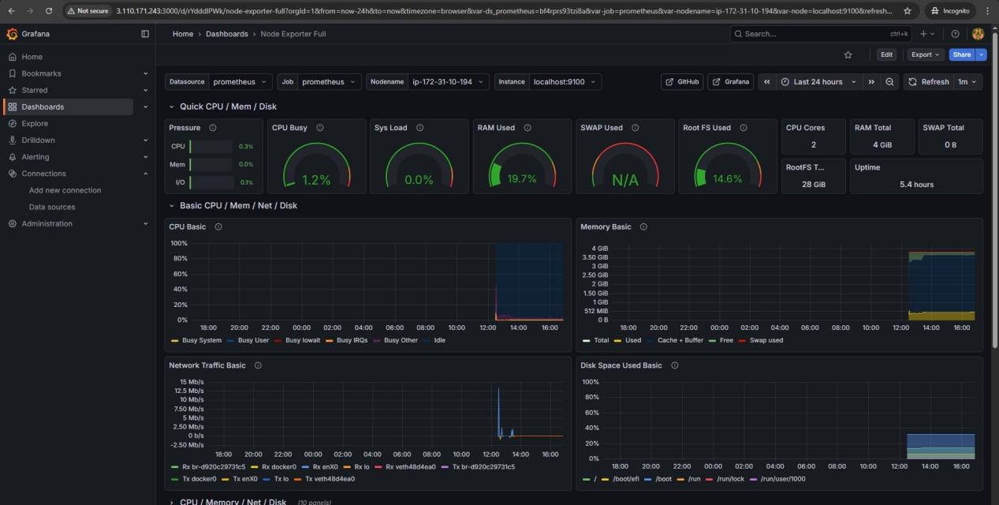 Not secure 3.110.171.243:3000/d/rYdddlPWk/node-exporter-full?orgId=1&from=now-24h&to=now&timezone=browser&var-ds_prometheus=bf4rprs93tzi8a&var-job=prometheus&var-nodename=ip-172-31-10-194&var-node=localhost:9100&refresh... Incognito
Grafana Home › Dashboards › Node Exporter Full Search... ctrl+k
Edit Export Share
Home
Bookmarks
Starred
Dashboards
Explore
Drilldown
Alerting
Connections
Add new connection
Data sources
Administration
Datasource prometheus Job prometheus Nodename ip-172-31-10-194 Instance localhost:9100 GitHub Grafana Last 24 hours Refresh 1m
Quick CPU / Mem / Disk
Pressure
CPU 0.3%
Mem 0.0%
I/O 0.1%
CPU Busy
1.2%
Sys Load
0.0%
RAM Used
19.7%
SWAP Used
N/A
Root FS Used
14.6%
CPU Cores
2
RAM Total
4 GiB
SWAP Total
0 B
RootFS T...
28 GiB
Uptime
5.4 hours
Basic CPU / Mem / Net / Disk
CPU Basic
100%
80%
60%
40%
20%
0%
18:00 20:00 22:00 00:00 02:00 04:00 06:00 08:00 10:00 12:00 14:00 16:00
Busy System Busy User Busy Iowait Busy IRQs Busy Other Idle
Memory Basic
4 GiB
3.50 GiB
3 GiB
2.50 GiB
2 GiB
1.50 GiB
1 GiB
512 MiB
0 B
18:00 20:00 22:00 00:00 02:00 04:00 06:00 08:00 10:00 12:00 14:00 16:00
Total Used Cache + Buffer Free Swap used
Network Traffic Basic
15 Mb/s
12.5 Mb/s
10 Mb/s
7.50 Mb/s
5 Mb/s
2.50 Mb/s
0 b/s
-2.50 Mb/s
18:00 20:00 22:00 00:00 02:00 04:00 06:00 08:00 10:00 12:00 14:00 16:00
Rx br-d920c29731c5 Rx docker0 Rx enX0 Rx lo Rx veth48d4ea0 Tx br-d920c29731c5
Tx docker0 Tx enX0 Tx lo Tx veth48d4ea0
Disk Space Used Basic
100%
80%
60%
40%
20%
0%
18:00 20:00 22:00 00:00 02:00 04:00 06:00 08:00 10:00 12:00 14:00 16:00
/ /boot/efi /boot /run /run/lock /run/user/1000
CPU / Memory / Net / Disk (10 panels)